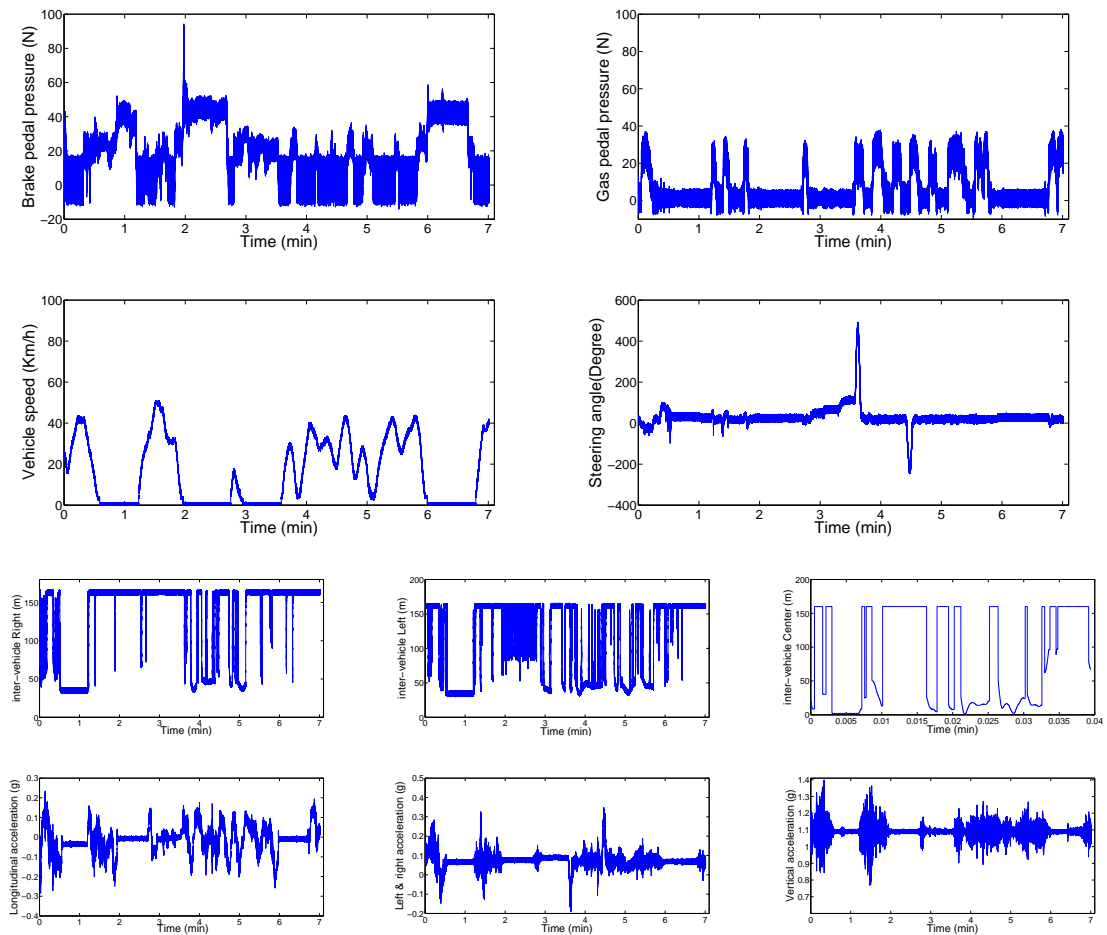 Brake pedal pressure (N)
100
80
60
40
20
0
−20
0 1 2 3 4 5 6 7
Time (min)
Gas pedal pressure (N)
100
80
60
40
20
0
0 1 2 3 4 5 6 7
Time (min)
Vehicle speed (Km/h)
100
80
60
40
20
0
0 1 2 3 4 5 6 7
Time (min)
Steering angle(Degree)
600
400
200
0
−200
−400
0 1 2 3 4 5 6 7
Time (min)
inter−vehicle Right (m)
150
100
50
0
0 1 2 3 4 5 6 7
Time (min)
inter−vehicle Left (m)
200
150
100
50
0
0 1 2 3 4 5 6 7
Time (min)
inter−vehicle Center (m)
200
150
100
50
0
0 0.005 0.01 0.015 0.02 0.025 0.03 0.035 0.04
Time (min)
Longitudinal acceleration (g)
0.3
0.2
0.1
0
−0.1
−0.2
−0.3
−0.4
0 1 2 3 4 5 6 7
Time (min)
Left & right acceleration (g)
0.5
0.4
0.3
0.2
0.1
0
−0.1
−0.2
0 1 2 3 4 5 6 7
Time (min)
Vertical acceleration (g)
1.4
1.3
1.2
1.1
1
0.9
0.8
0.7
0 1 2 3 4 5 6 7
Time (min)